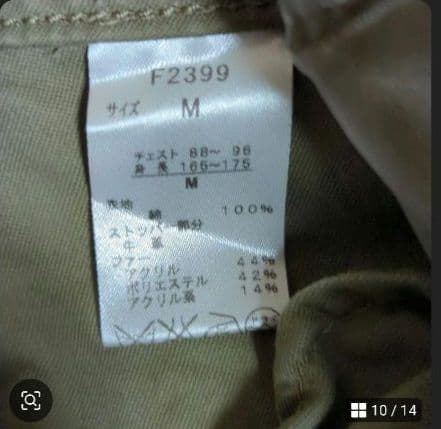 F2399
サイズ M
チェスト 88～ 96
身長 165～175
M
表地
綿 100%
ストッパー部分
牛革
ファー
アクリル 44%
ポリエステル 42%
アクリル系 14%
10 / 14